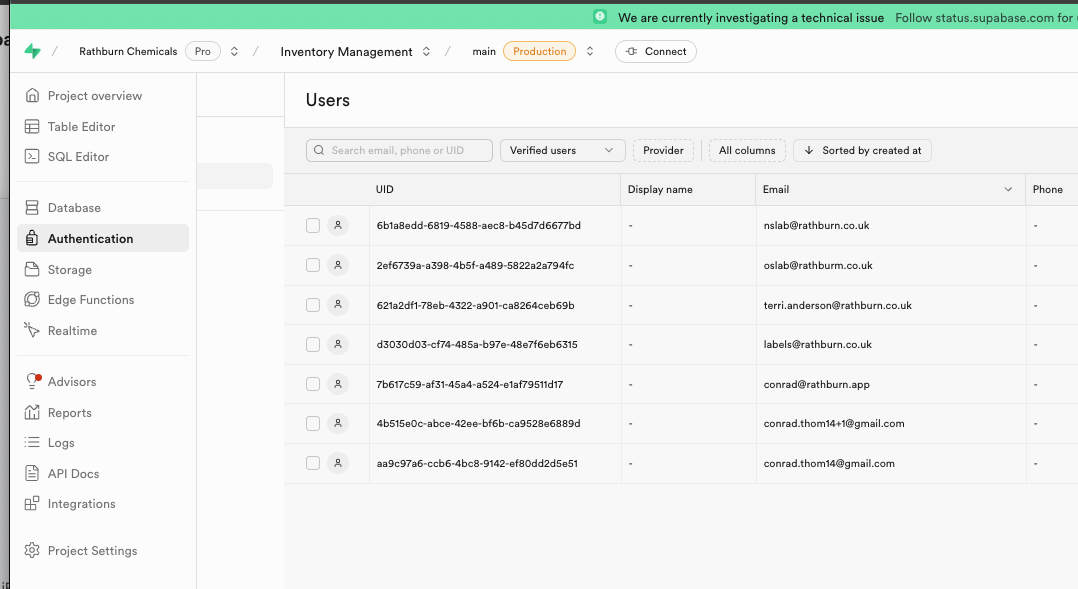 We are currently investigating a technical issue Follow status.supabase.com for
Rathburn Chemicals Pro / Inventory Management / main Production Connect
Project overview
Table Editor
SQL Editor
Database
Authentication
Storage
Edge Functions
Realtime
Advisors
Reports
Logs
API Docs
Integrations
Project Settings
Users
Search email, phone or UID Verified users Provider All columns Sorted by created at
UID Display name Email Phone
6b1a8edd-6819-4588-aec8-b45d7d6677bd - nslab@rathburn.co.uk -
2ef6739a-a398-4b5f-a489-5822a2a794fc - oslab@rathburm.co.uk -
621a2df1-78eb-4322-a901-ca8264ceb69b - terri.anderson@rathburn.co.uk -
d3030d03-cf74-485a-b97e-48e7f6eb6315 - labels@rathburn.co.uk -
7b617c59-af31-45a4-a524-e1af79511d17 - conrad@rathburn.app -
4b515e0c-abce-42ee-bf6b-ca9528e6889d - conrad.thom14+1@gmail.com -
aa9c97a6-ccb6-4bc8-9142-ef80dd2d5e51 - conrad.thom14@gmail.com -